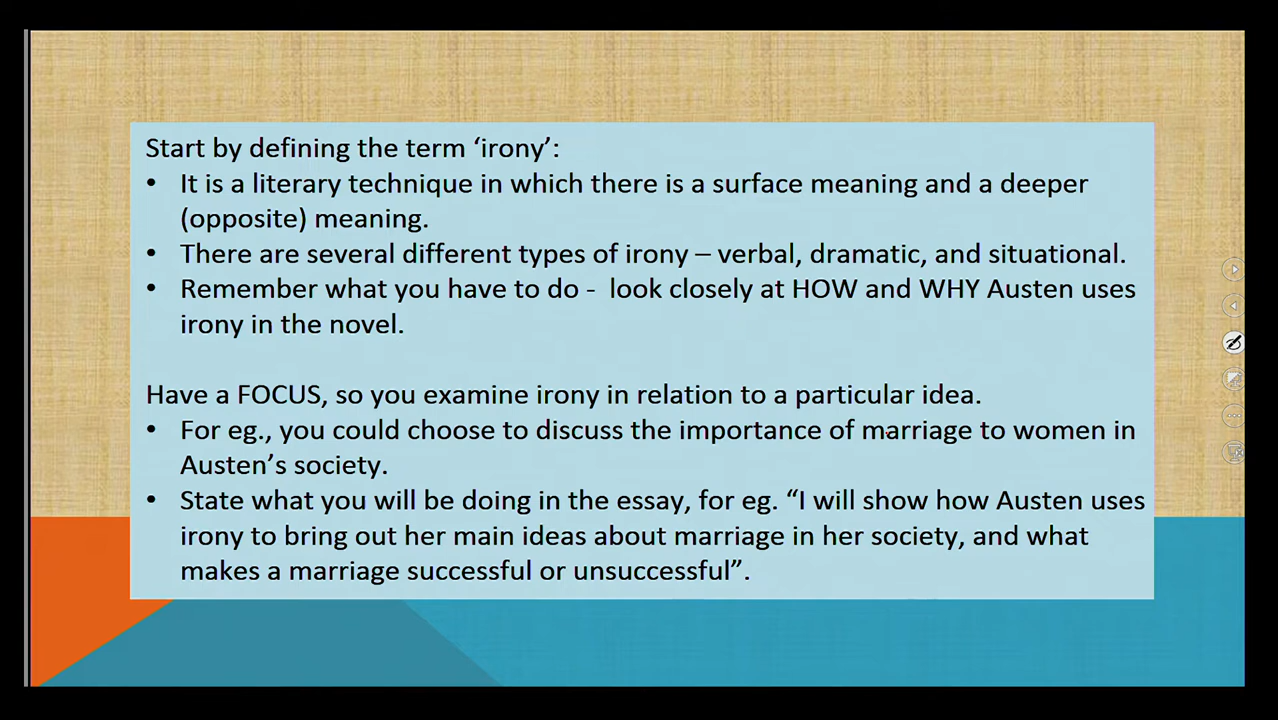 Start by defining the term ‘irony’:
• It is a literary technique in which there is a surface meaning and a deeper
(opposite) meaning.
• There are several different types of irony – verbal, dramatic, and situational.
• Remember what you have to do -  look closely at HOW and WHY Austen uses
irony in the novel.
Have a FOCUS, so you examine irony in relation to a particular idea.
• For eg., you could choose to discuss the importance of marriage to women in
Austen’s society.
• State what you will be doing in the essay, for eg. “I will show how Austen uses
irony to bring out her main ideas about marriage in her society, and what
makes a marriage successful or unsuccessful”.